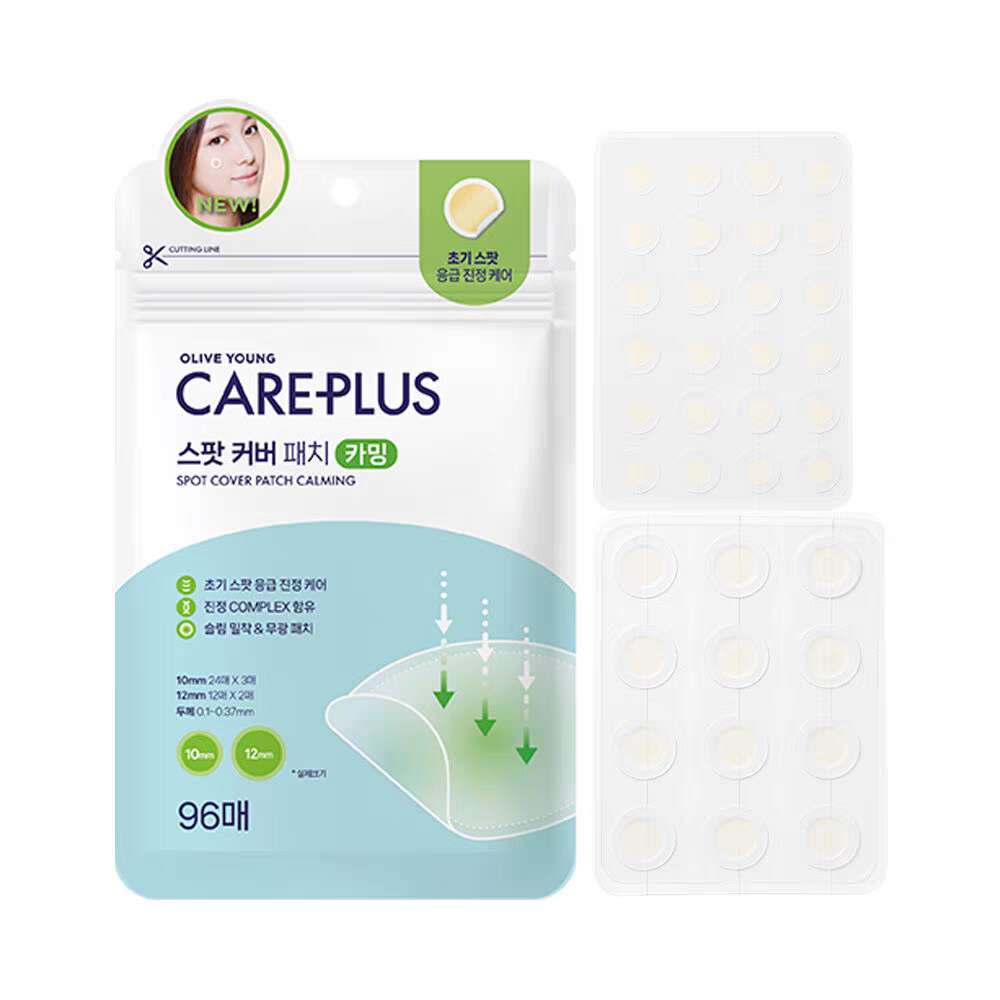 NEW!
CUTTING LINE
초기 스팟
응급 진정 케어
OLIVE YOUNG
CARE+PLUS
스팟 커버 패치 카밍
SPOT COVER PATCH CALMING
초기 스팟 응급 진정 케어
진정 COMPLEX 함유
슬림 밀착 & 무광 패치
10mm 24매 X 3매
12mm 12매 X 2매
두께 0.1~0.37mm
10mm 12mm
*실제크기
96매